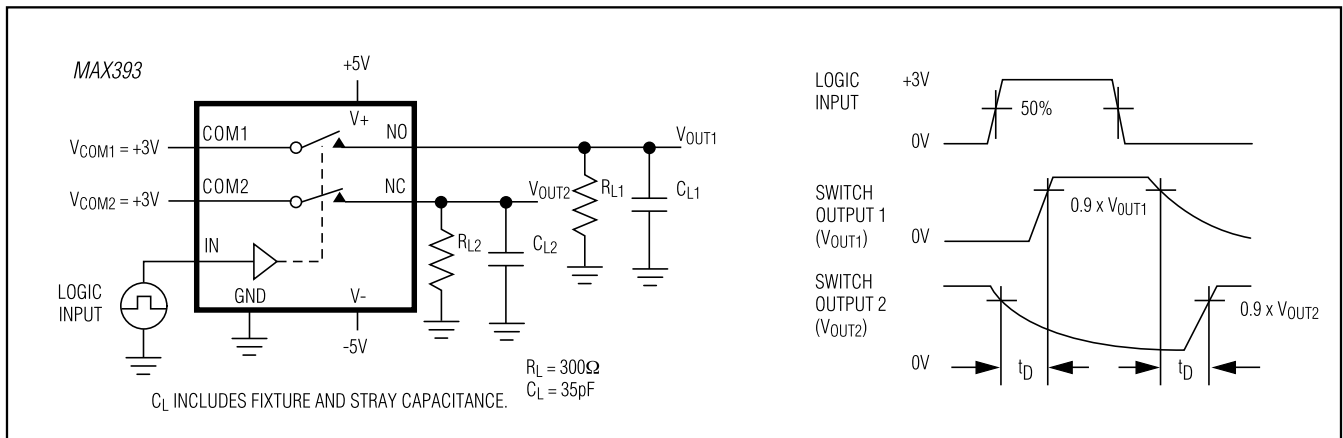 MAX393
+5V
V+
COM1
NO
VCOM1 = +3V
VOUT1
COM2
NC
VCOM2 = +3V
VOUT2
RL1
CL1
RL2
CL2
IN
LOGIC
INPUT
GND
V-
-5V
RL = 300Ω
CL = 35pF
CL INCLUDES FIXTURE AND STRAY CAPACITANCE.
LOGIC
INPUT
+3V
50%
0V
SWITCH
OUTPUT 1
(VOUT1)
0.9 x VOUT1
0V
SWITCH
OUTPUT 2
(VOUT2)
0.9 x VOUT2
0V
tD
tD